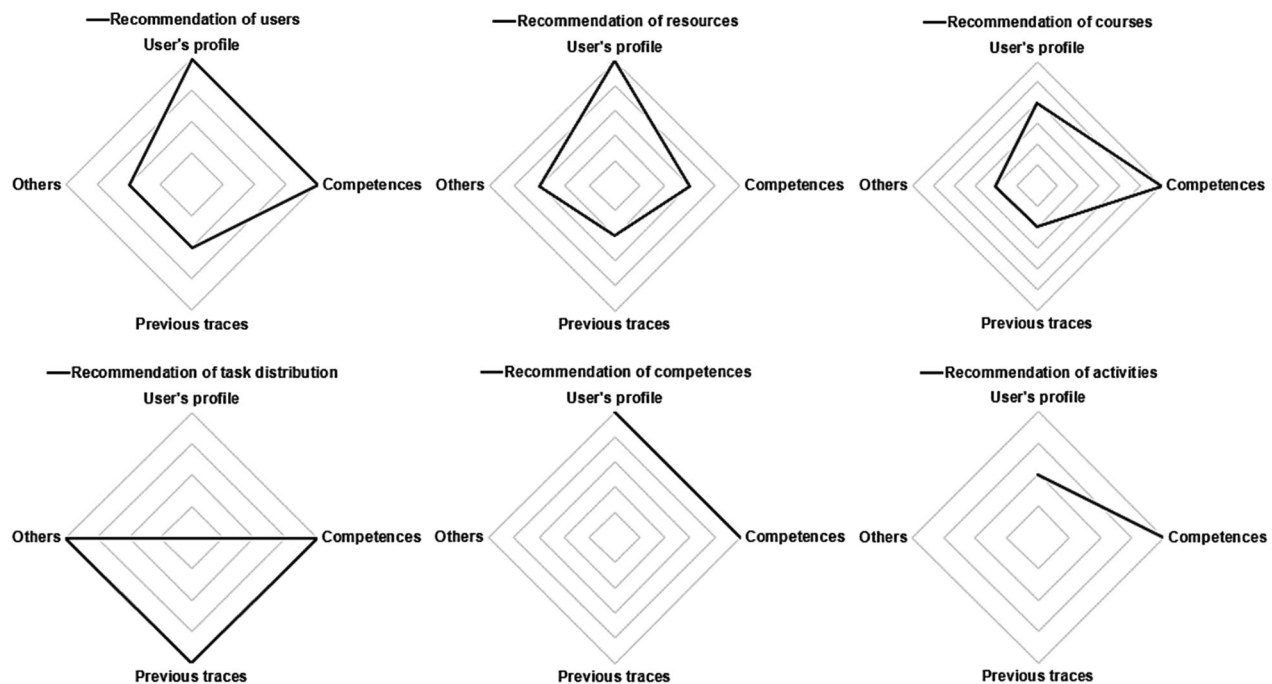 Recommendation of users
User's profile
Others
Competences
Previous traces
Recommendation of resources
User's profile
Others
Competences
Previous traces
Recommendation of courses
User's profile
Others
Competences
Previous traces
Recommendation of task distribution
User's profile
Others
Competences
Previous traces
Recommendation of competences
User's profile
Others
Competences
Previous traces
Recommendation of activities
User's profile
Others
Competences
Previous traces